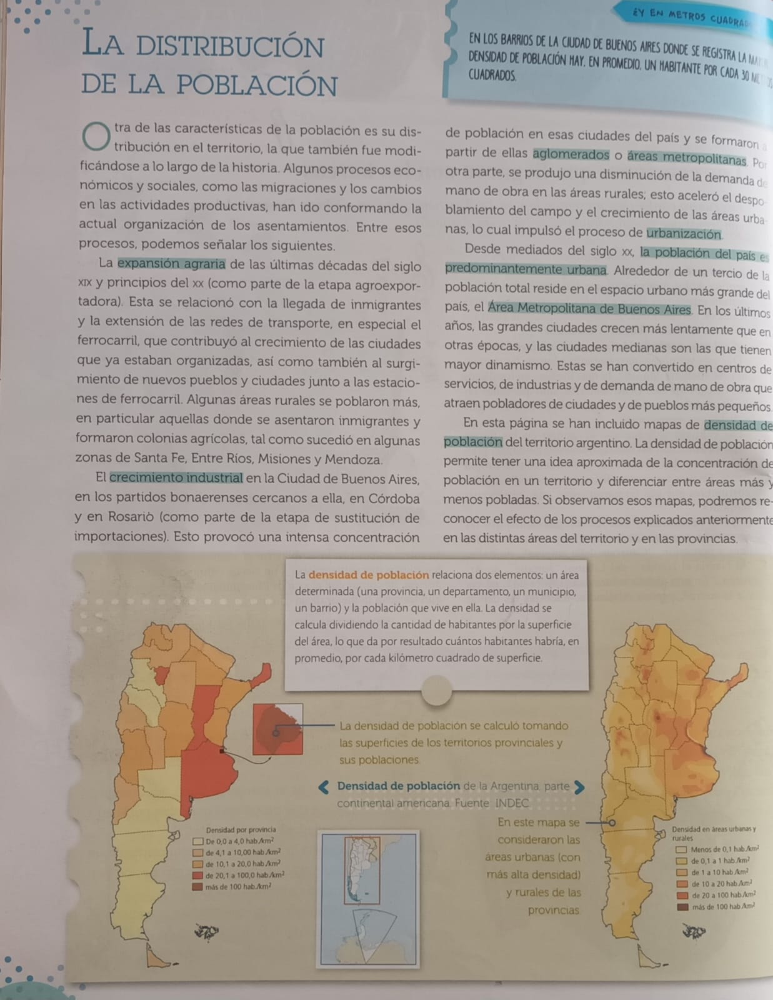 ¿Y EN METROS
EN LOS BARRIOS DE LA CIUDAD DE BUENOS AIRES DONDE SE REGISTRA LA
DENSIDAD DE POBLACIÓN HAY, EN PROMEDIO, UN HABITANTE POR CADA 30
CUADRADOS.
LA DISTRIBUCIÓN
DE LA POBLACIÓN
Otra de las características de la población es su dis-
tribución en el territorio, la que también fue modi-
ficándose a lo largo de la historia. Algunos procesos eco-
nómicos y sociales, como las migraciones y los cambios
en las actividades productivas, han ido conformando la
actual organización de los asentamientos. Entre esos
procesos, podemos señalar los siguientes.
La expansión agraria de las últimas décadas del siglo
XIX y principios del XX (como parte de la etapa agroexpor-
tadora). Esta se relacionó con la llegada de inmigrantes
y la extensión de las redes de transporte, en especial el
ferrocarril, que contribuyó al crecimiento de las ciudades
que ya estaban organizadas, así como también al surgi-
miento de nuevos pueblos y ciudades junto a las estacio-
nes de ferrocarril. Algunas áreas rurales se poblaron más,
en particular aquellas donde se asentaron inmigrantes y
formaron colonias agrícolas, tal como sucedió en algunas
zonas de Santa Fe, Entre Ríos, Misiones y Mendoza.
El crecimiento industrial en la Ciudad de Buenos Aires,
en los partidos bonaerenses cercanos a ella, en Córdoba
y en Rosario (como parte de la etapa de sustitución de
importaciones). Esto provocó una intensa concentración
de población en esas ciudades del país y se formaron a
partir de ellas aglomerados o áreas metropolitanas. Por
otra parte, se produjo una disminución de la demanda de
mano de obra en las áreas rurales; esto aceleró el despo-
blamiento del campo y el crecimiento de las áreas urba-
nas, lo cual impulsó el proceso de urbanización.
Desde mediados del siglo XX, la población del país es
predominantemente urbana. Alrededor de un tercio de la
población total reside en el espacio urbano más grande del
país, el Área Metropolitana de Buenos Aires. En los últimos
años, las grandes ciudades crecen más lentamente que en
otras épocas, y las ciudades medianas son las que tienen
mayor dinamismo. Estas se han convertido en centros de
servicios, de industrias y de demanda de mano de obra que
atraen pobladores de ciudades y de pueblos más pequeños.
En esta página se han incluido mapas de densidad de
población del territorio argentino. La densidad de población
permite tener una idea aproximada de la concentración de
población en un territorio y diferenciar entre áreas más y
menos pobladas. Si observamos esos mapas, podremos re-
conocer el efecto de los procesos explicados anteriormente
en las distintas áreas del territorio y en las provincias.
La densidad de población relaciona dos elementos: un área
determinada (una provincia, un departamento, un municipio,
un barrio) y la población que vive en ella. La densidad se
calcula dividiendo la cantidad de habitantes por la superficie
del área, lo que da por resultado cuántos habitantes habría, en
promedio, por cada kilómetro cuadrado de superficie.
La densidad de población se calculó tomando
las superficies de los territorios provinciales y
sus poblaciones.
Densidad de población de la Argentina, parte
continental americana. Fuente: INDEC.
En este mapa se
consideraron las
áreas urbanas (con
más alta densidad)
y rurales de las
provincias.
Densidad por provincia
De 0,0 a 4,0 hab./km²
de 4,1 a 10,00 hab./km²
de 10,1 a 20,0 hab./km²
de 20,1 a 100,0 hab./km²
más de 100 hab./km²
Densidad en áreas urbanas y
rurales
Menos de 0,1 hab./km²
de 0,1 a 1 hab./km²
de 1 a 10 hab./km²
de 10 a 20 hab./km²
de 20 a 100 hab./km²
más de 100 hab./km²